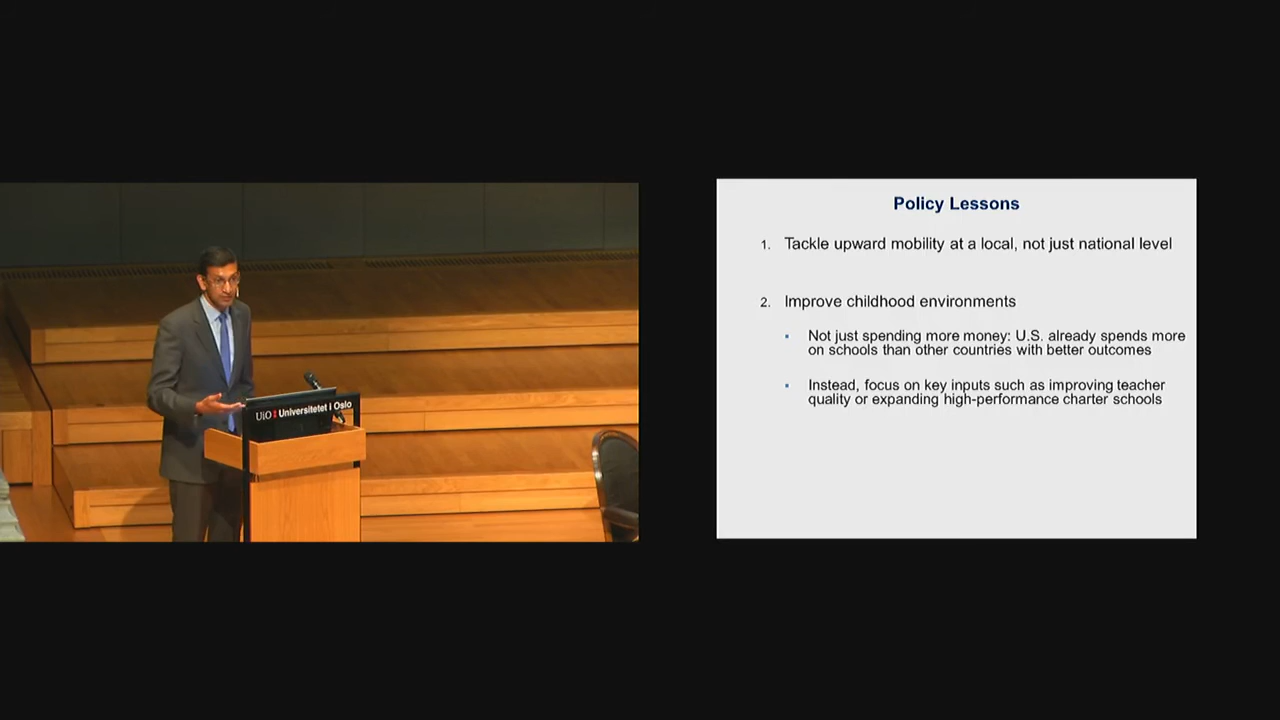 UiO Universitetet i Oslo
Policy Lessons
1. Tackle upward mobility at a local, not just national level
2. Improve childhood environments
▪ Not just spending more money: U.S. already spends more
on schools than other countries with better outcomes
▪ Instead, focus on key inputs such as improving teacher
quality or expanding high-performance charter schools